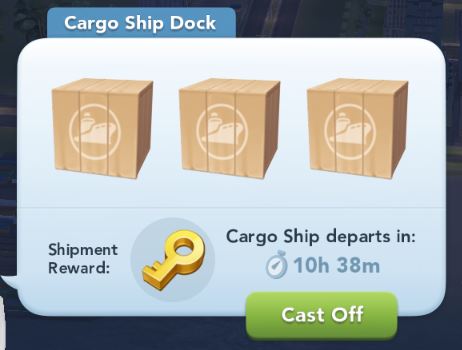 Cargo Ship Dock
Shipment
Reward:
Cargo Ship departs in:
10h 38m
Cast Off